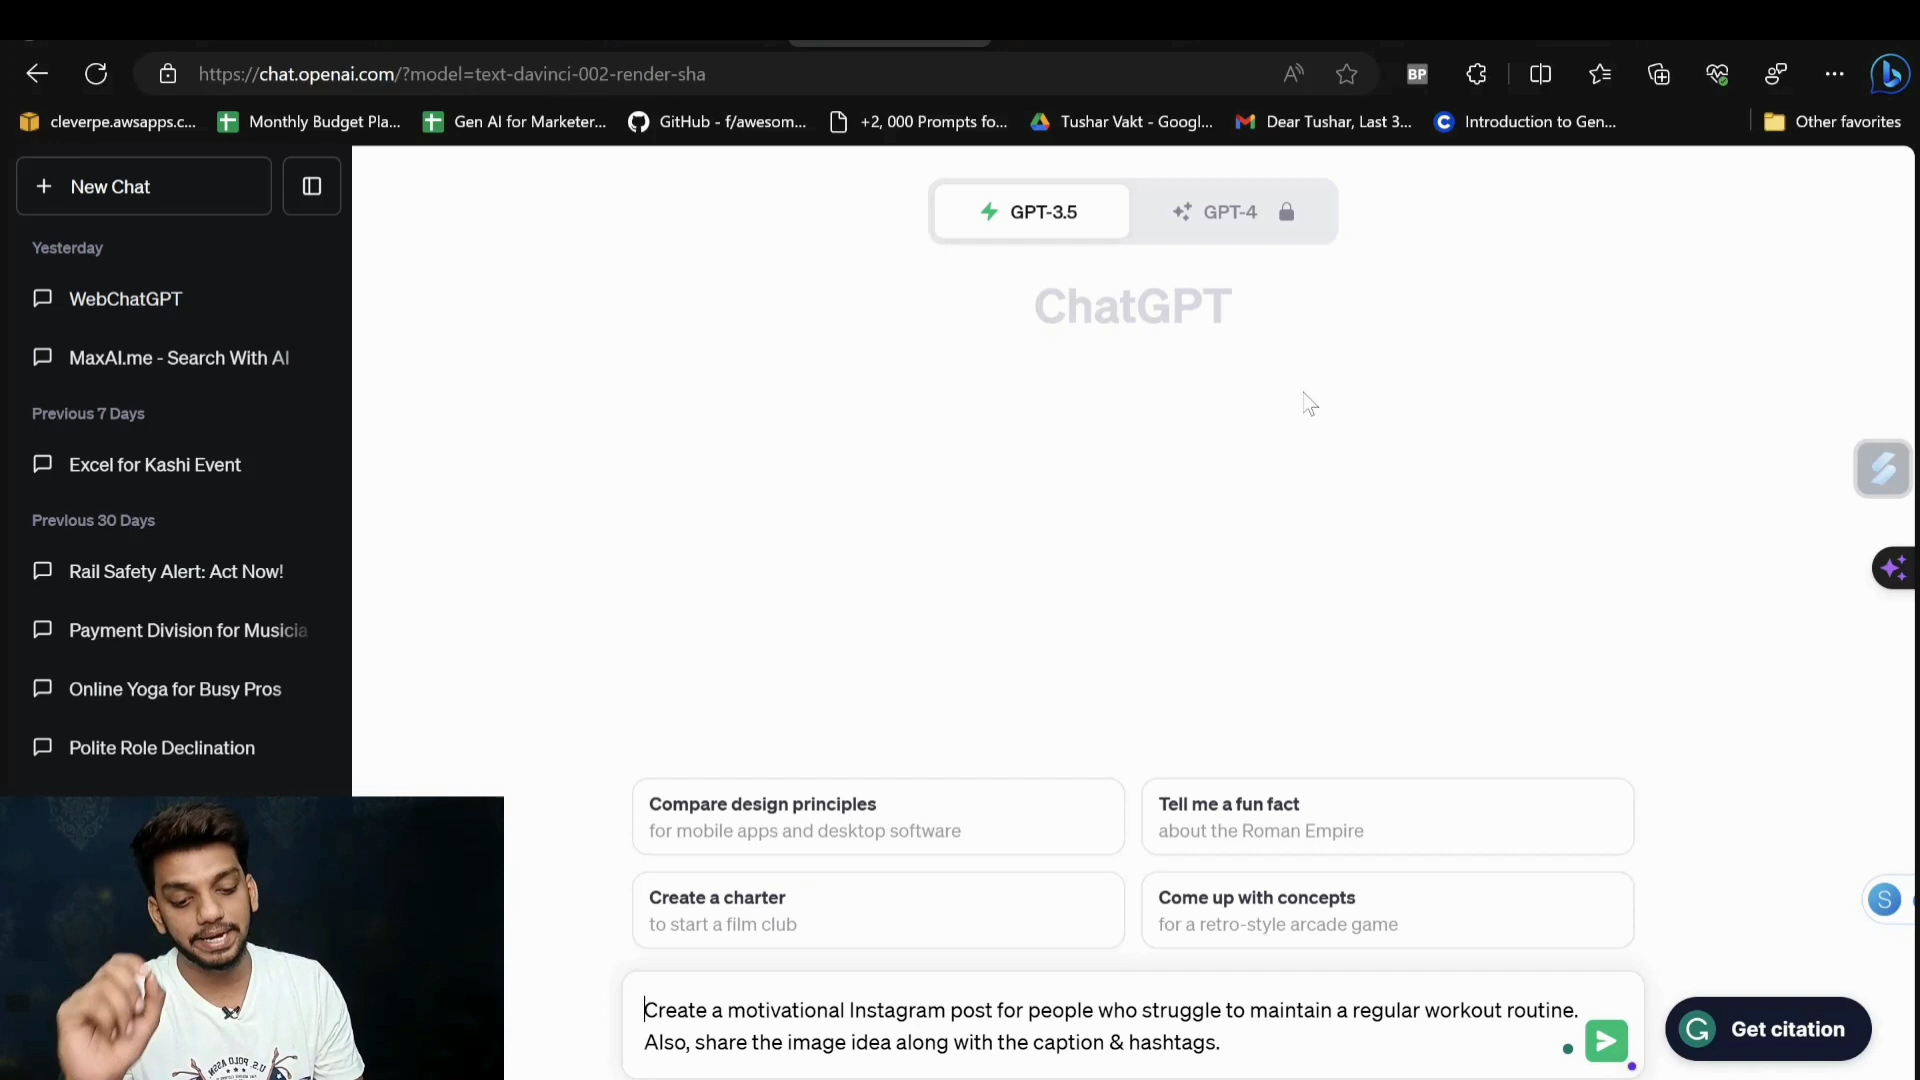 https://chat.openai.com/?model=text-davinci-002-render-sha
BP
cleverpe.awsapps.c...
Monthly Budget Pla...
Gen AI for Marketer...
GitHub - f/awesom...
+2, 000 Prompts fo...
Tushar Vakt - Googl...
Dear Tushar, Last 3...
Introduction to Gen...
Other favorites
New Chat
Yesterday
WebChatGPT
MaxAI.me - Search With AI
Previous 7 Days
Excel for Kashi Event
Previous 30 Days
Rail Safety Alert: Act Now!
Payment Division for Musicia
Online Yoga for Busy Pros
Polite Role Declination
GPT-3.5
GPT-4
ChatGPT
Compare design principles
for mobile apps and desktop software
Tell me a fun fact
about the Roman Empire
Create a charter
to start a film club
Come up with concepts
for a retro-style arcade game
Create a motivational Instagram post for people who struggle to maintain a regular workout routine.
Also, share the image idea along with the caption & hashtags.
Get citation
S
U.S. POLO ASSN